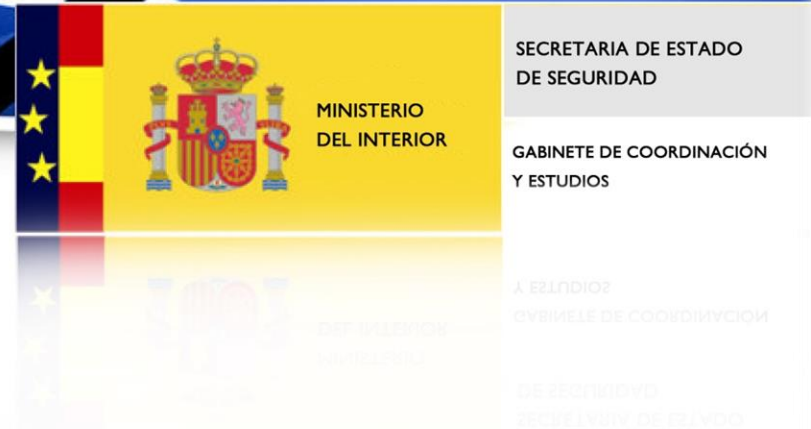 MINISTERIO
DEL INTERIOR
SECRETARIA DE ESTADO
DE SEGURIDAD
GABINETE DE COORDINACIÓN
Y ESTUDIOS